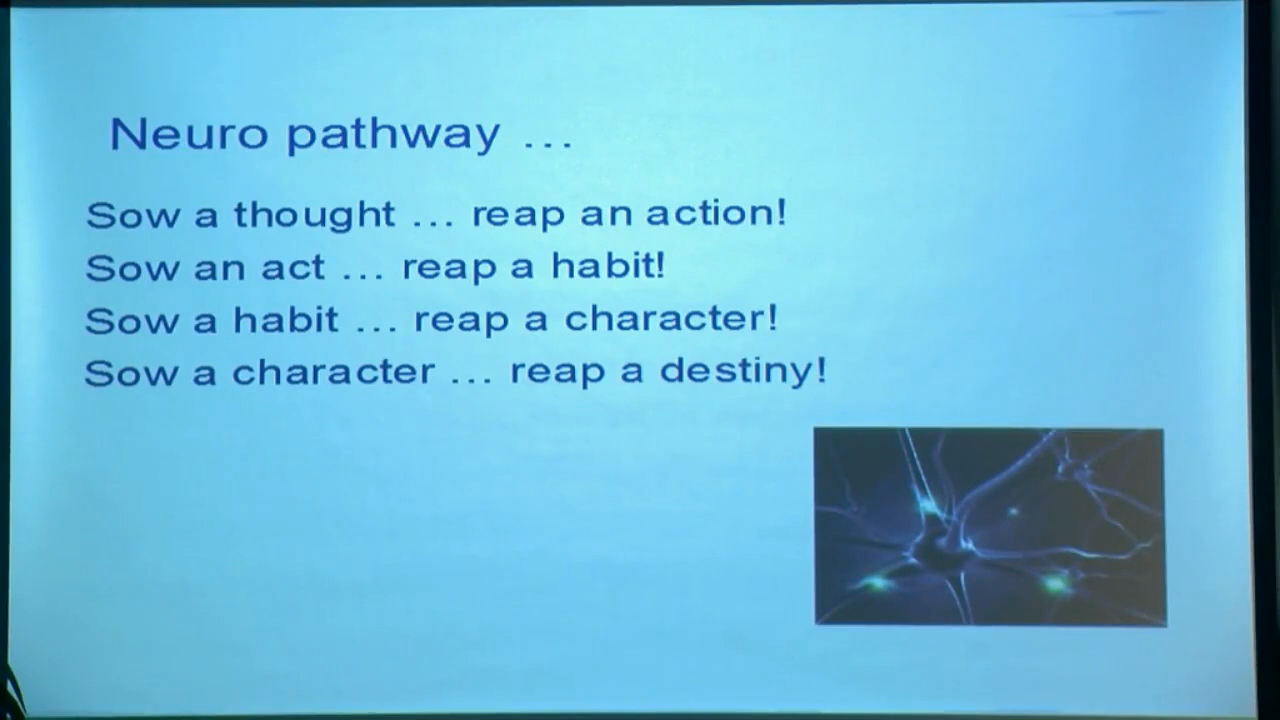 Neuro pathway ...
Sow a thought ... reap an action!
Sow an act ... reap a habit!
Sow a habit ... reap a character!
Sow a character ... reap a destiny!